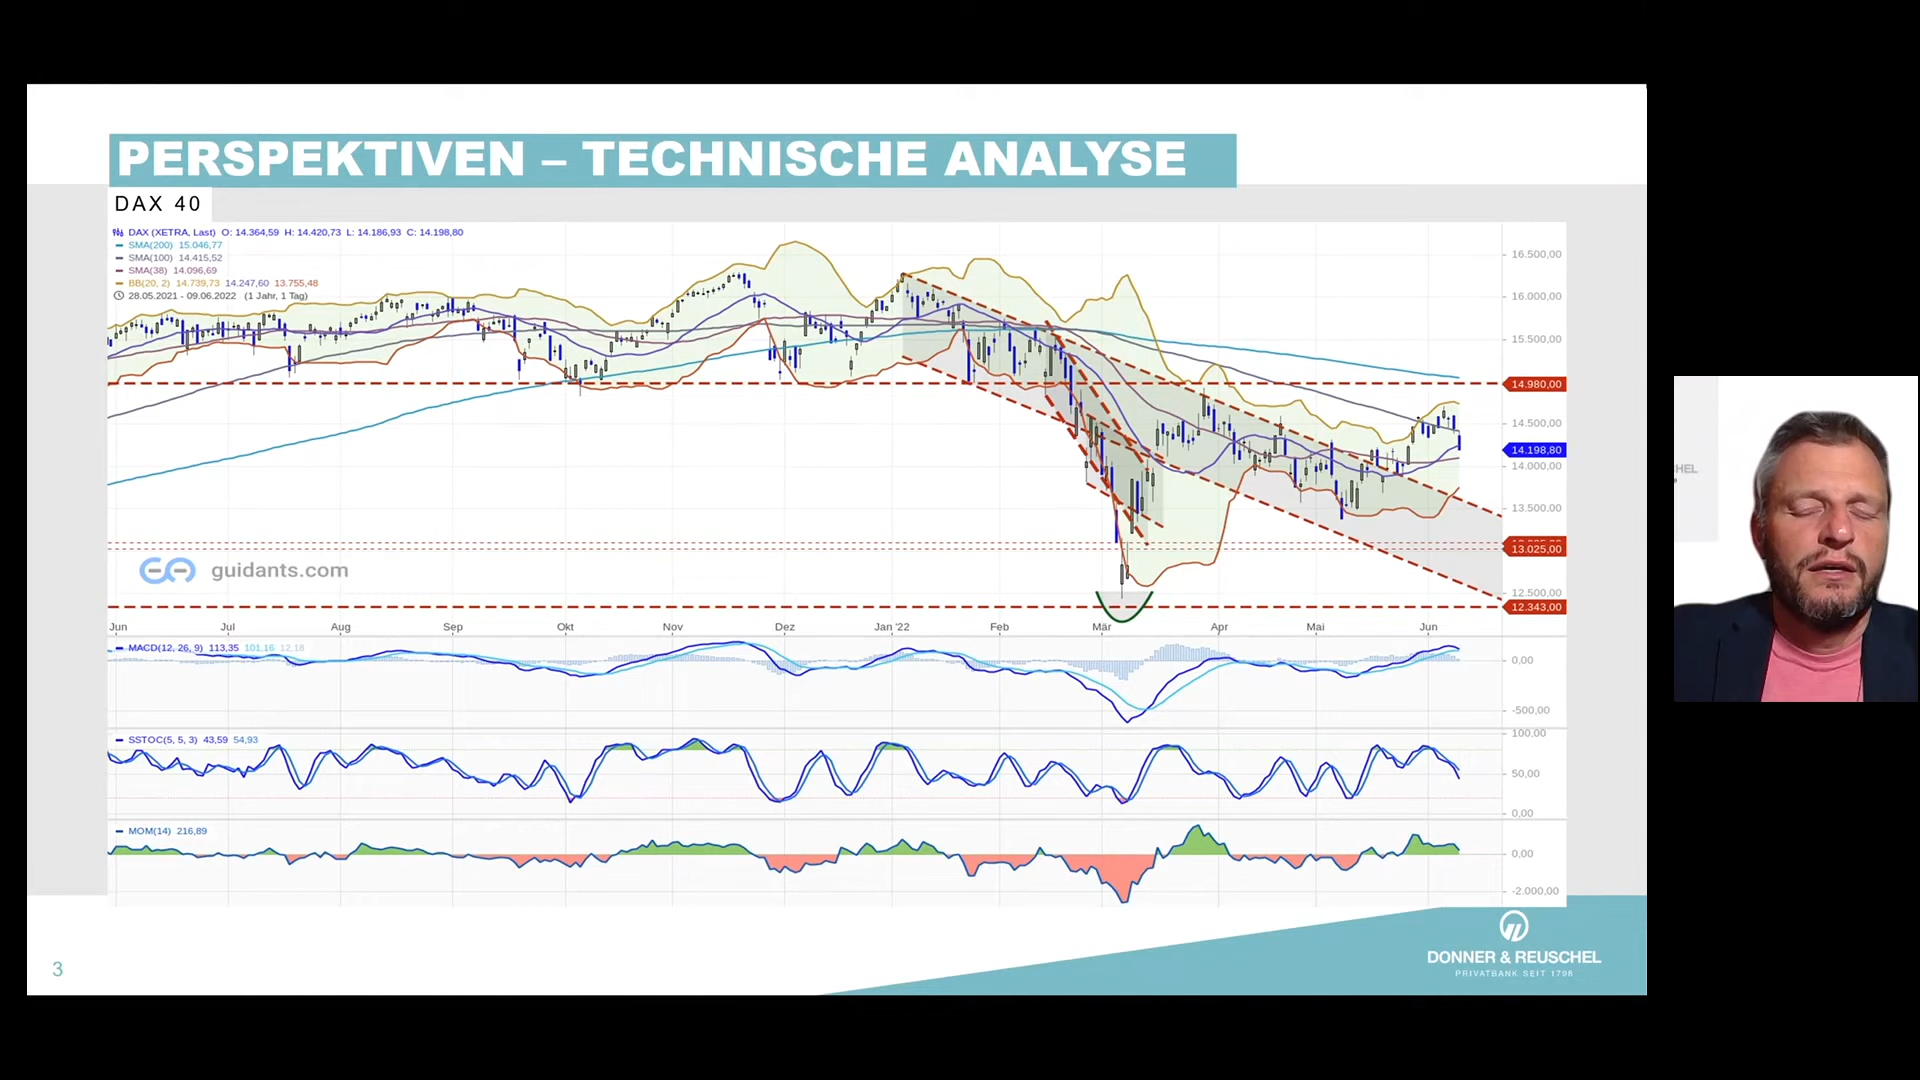 PERSPEKTIVEN – TECHNISCHE ANALYSE
DAX 40
DAX (XETRA, Last) O: 14.364,59 H: 14.420,73 L: 14.186,93 C: 14.198,80
SMA(200) 15.046,77
SMA(100) 14.415,52
SMA(38) 14.096,69
BB(20, 2) 14.739,73 14.247,60 13.755,48
28.05.2021 - 09.06.2022 (1 Jahr, 1 Tag)
16.500,00
16.000,00
15.500,00
14.980,00
14.500,00
14.198,80
14.000,00
13.500,00
13.025,00
12.500,00
12.343,00
guidants.com
Jun Jul Aug Sep Okt Nov Dez Jan'22 Feb Mär Apr Mai Jun
MACD(12, 26, 9) 113,35 101,16 12,18
0,00
-500,00
SSTOC(5, 5, 3) 43,59 54,93
100,00
50,00
0,00
MOM(14) 216,89
0,00
-2.000,00
3
DONNER & REUSCHEL
PRIVATBANK SEIT 1798
HEL